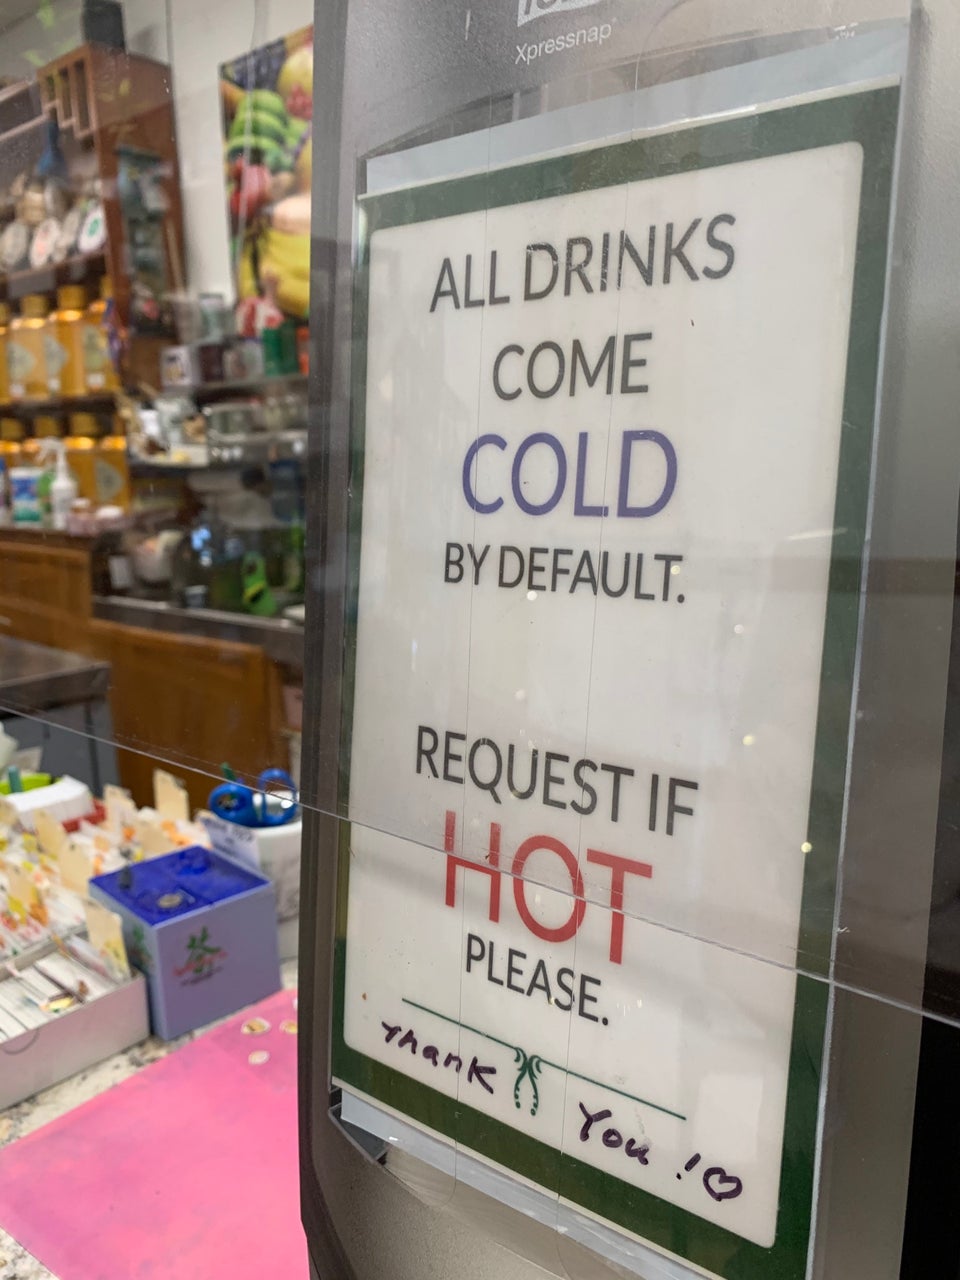 Xpressnap
ALL DRINKS
COME
COLD
BY DEFAULT.
REQUEST IF
HOT
PLEASE.
Thank
You !♡